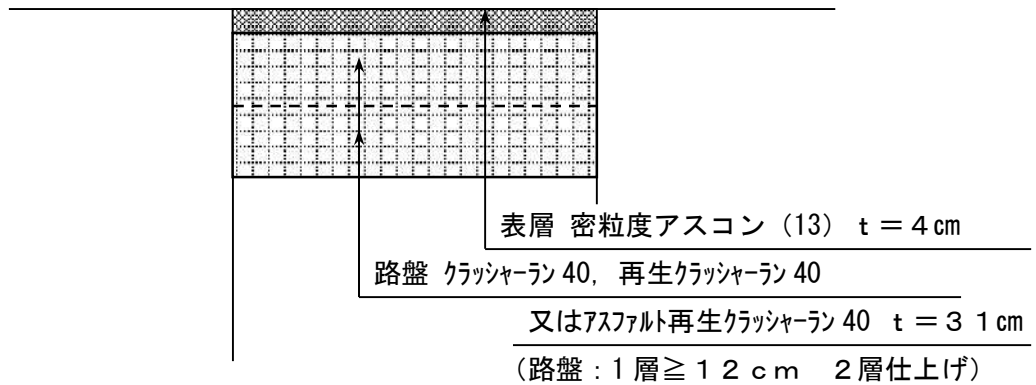 表層 密粒度アスコン (13) ｔ＝４㎝
路盤 ｸﾗｯｼｬｰﾗﾝ 40, 再生ｸﾗｯｼｬｰﾗﾝ 40
又はｱｽﾌｧﾙﾄ再生ｸﾗｯｼｬｰﾗﾝ 40 ｔ＝３１㎝
（路盤：１層≧１２ｃｍ ２層仕上げ）